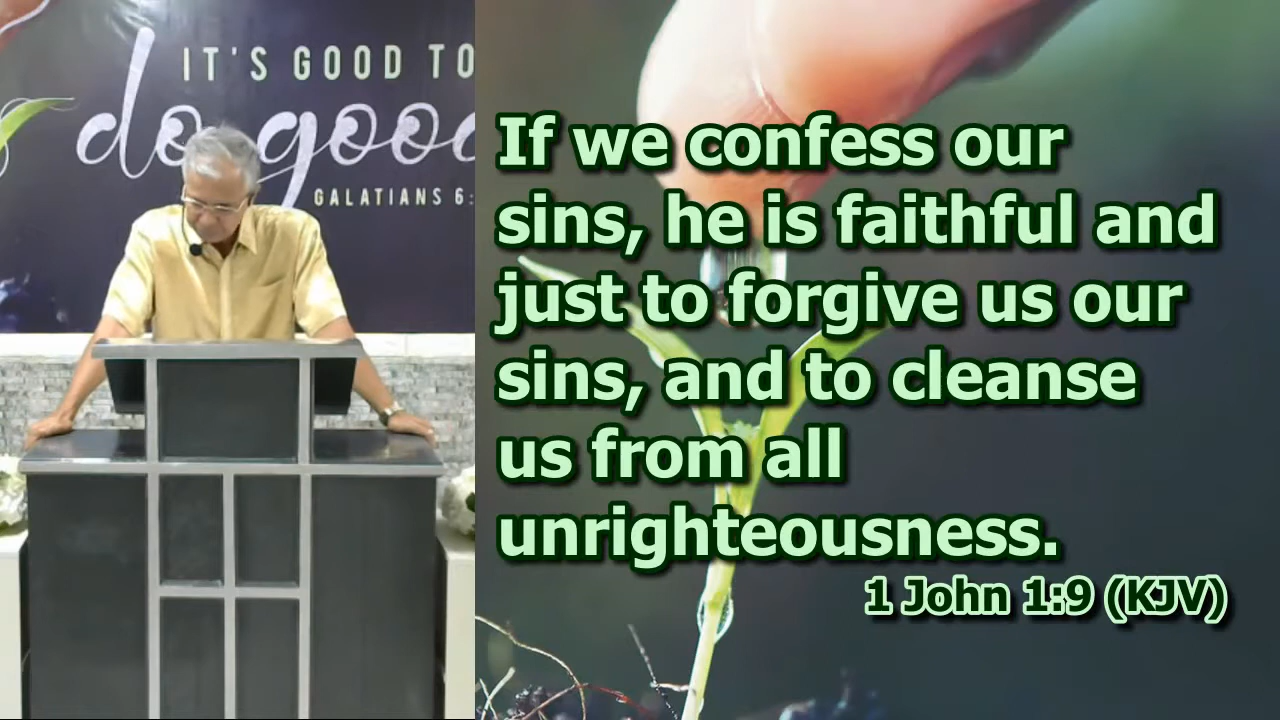 IT'S GOOD TO
do good
GALATIANS 6:
If we confess our
sins, he is faithful and
just to forgive us our
sins, and to cleanse
us from all
unrighteousness.
1 John 1:9 (KJV)